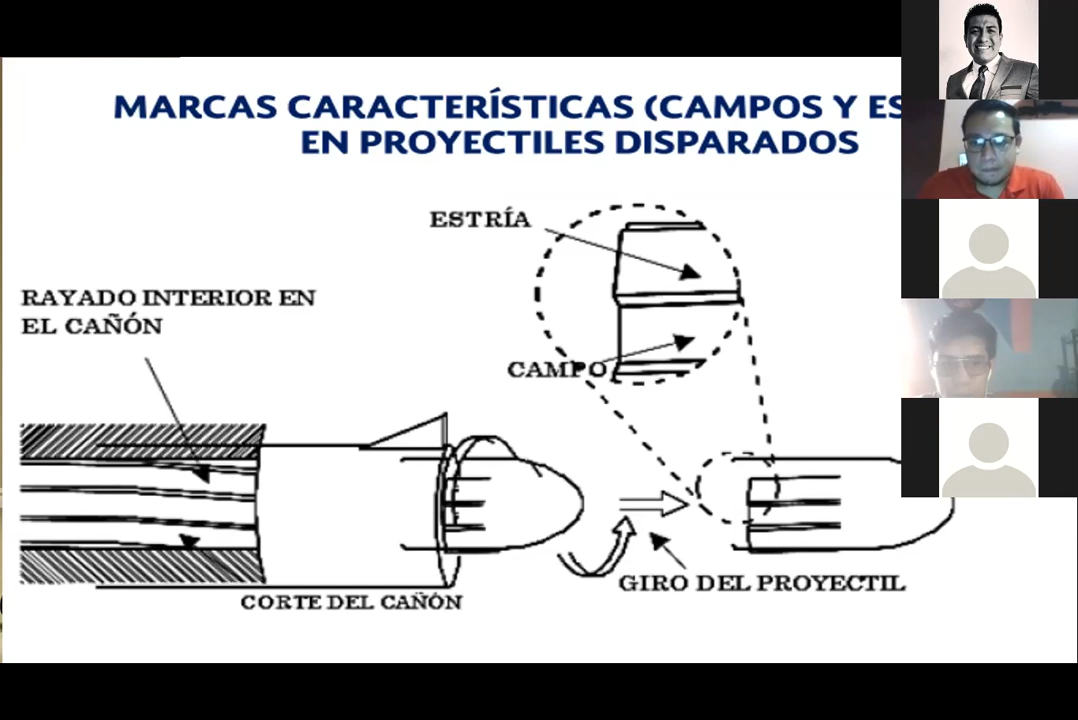 MARCAS CARACTERÍSTICAS (CAMPOS Y
EN PROYECTILES DISPARADOS
ESTRÍA
RAYADO INTERIOR EN
EL CAÑÓN
CAMPO
GIRO DEL PROYECTIL
CORTE DEL CAÑÓN